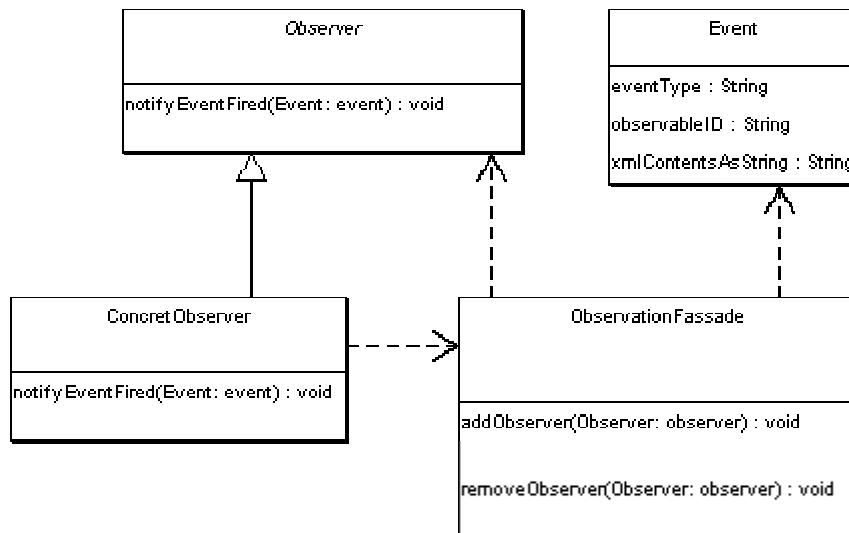 Observer
notifyEventFired(Event: event) : void
Event
eventType : String
observableID : String
xmlContentsAsString : String
ConcretObserver
notifyEventFired(Event: event) : void
ObservationFassade
addObserver(Observer: observer) : void
removeObserver(Observer: observer) : void